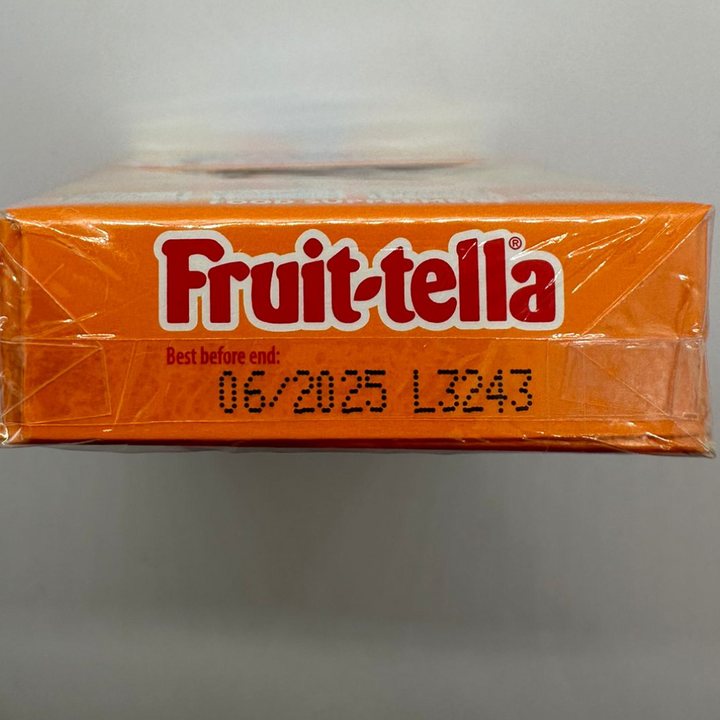 Fruit-tella®
Best before end:
06/2025 L3243